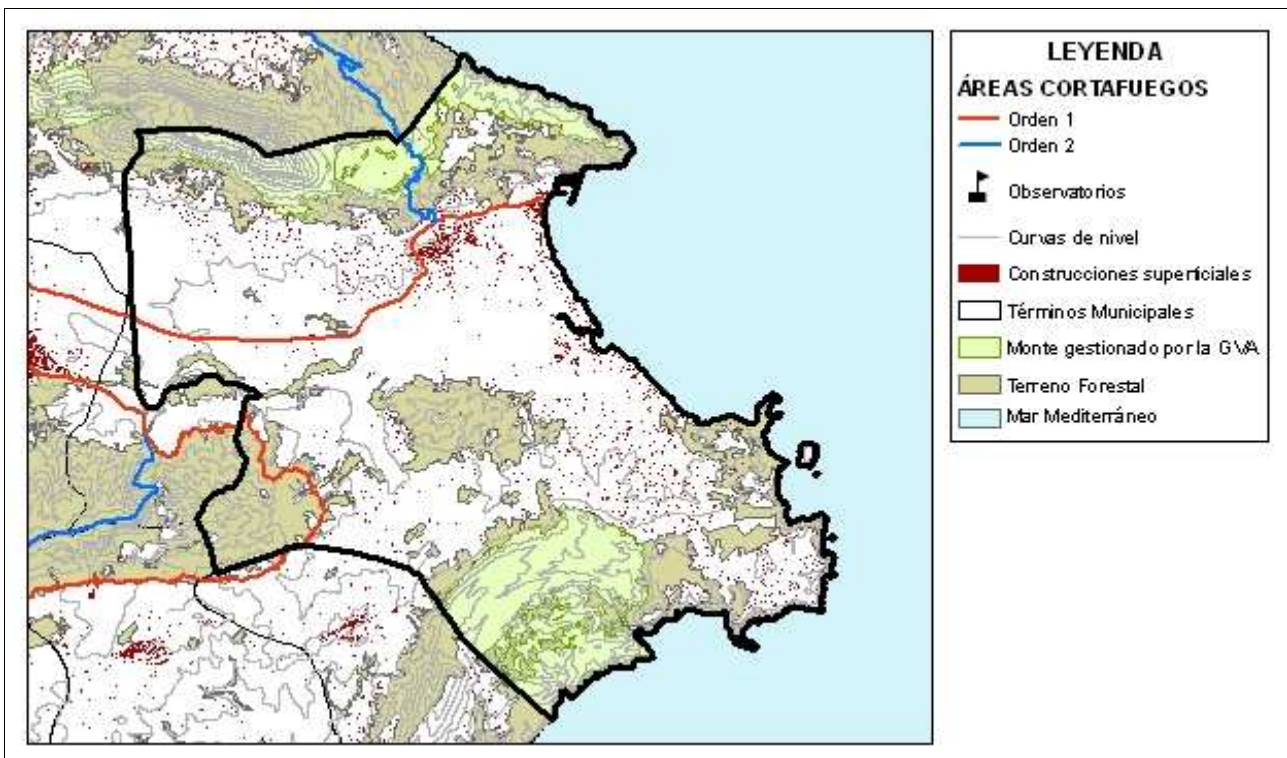 LEYENDA
ÁREAS CORTAFUEGOS
Orden 1
Orden 2
Observatorios
Curvas de nivel
Construcciones superficiales
Términos Municipales
Monte gestionado por la GVA
Terreno Forestal
Mar Mediterráneo